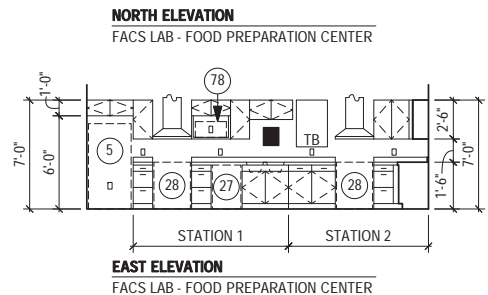 NORTH ELEVATION
FACS LAB - FOOD PREPARATION CENTER
78
1'-0"
7'-0"
6'-0"
5
TB
2'-6"
7'-0"
1'-6"
28
27
28
STATION 1
STATION 2
EAST ELEVATION
FACS LAB - FOOD PREPARATION CENTER